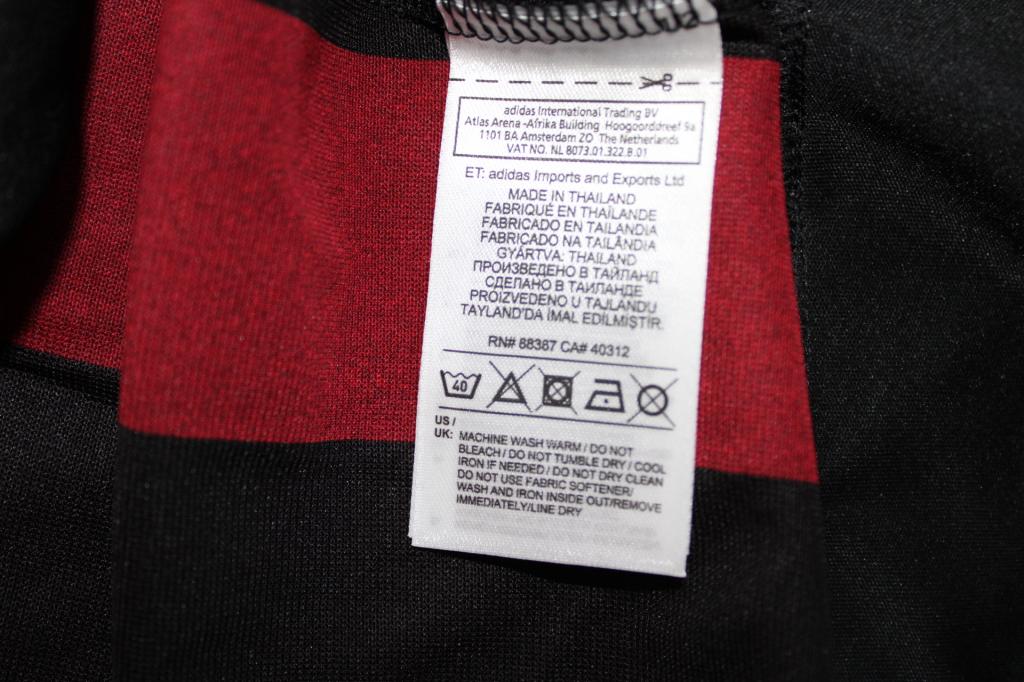 adidas International Trading BV
Atlas Arena -Afrika Building Hoogoorddreef 9a
1101 BA Amsterdam ZO The Netherlands
VAT NO. NL 8073.01.322.B.01
ET: adidas Imports and Exports Ltd
MADE IN THAILAND
FABRIQUÉ EN THAÏLANDE
FABRICADO EN TAILANDIA
FABRICADO NA TAILÂNDIA
GYÁRTVA: THAILAND
ПРОИЗВЕДЕНО В ТАЙЛАНД
СДЕЛАНО В ТАИЛАНДЕ
PROIZVEDENO U TAJLANDU
TAYLAND'DA İMAL EDİLMİŞTİR.
RN# 88387 CA# 40312
40
US /
UK: MACHINE WASH WARM / DO NOT
BLEACH / DO NOT TUMBLE DRY / COOL
IRON IF NEEDED / DO NOT DRY CLEAN
DO NOT USE FABRIC SOFTENER/
WASH AND IRON INSIDE OUT/REMOVE
IMMEDIATELY/LINE DRY